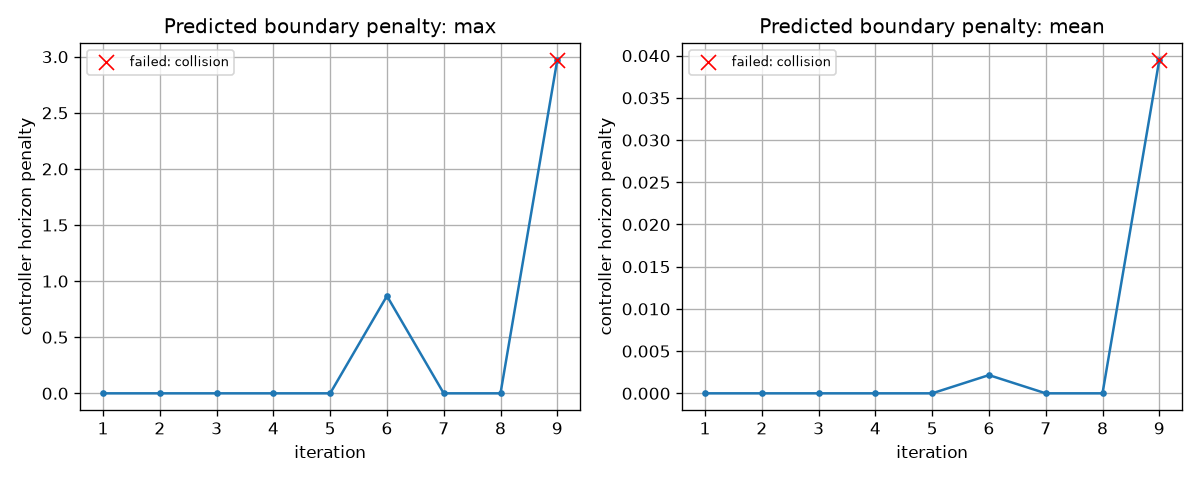 Predicted boundary penalty: max
failed: collision
controller horizon penalty
3.0
2.5
2.0
1.5
1.0
0.5
0.0
1 2 3 4 5 6 7 8 9
iteration
Predicted boundary penalty: mean
failed: collision
controller horizon penalty
0.040
0.035
0.030
0.025
0.020
0.015
0.010
0.005
0.000
1 2 3 4 5 6 7 8 9
iteration